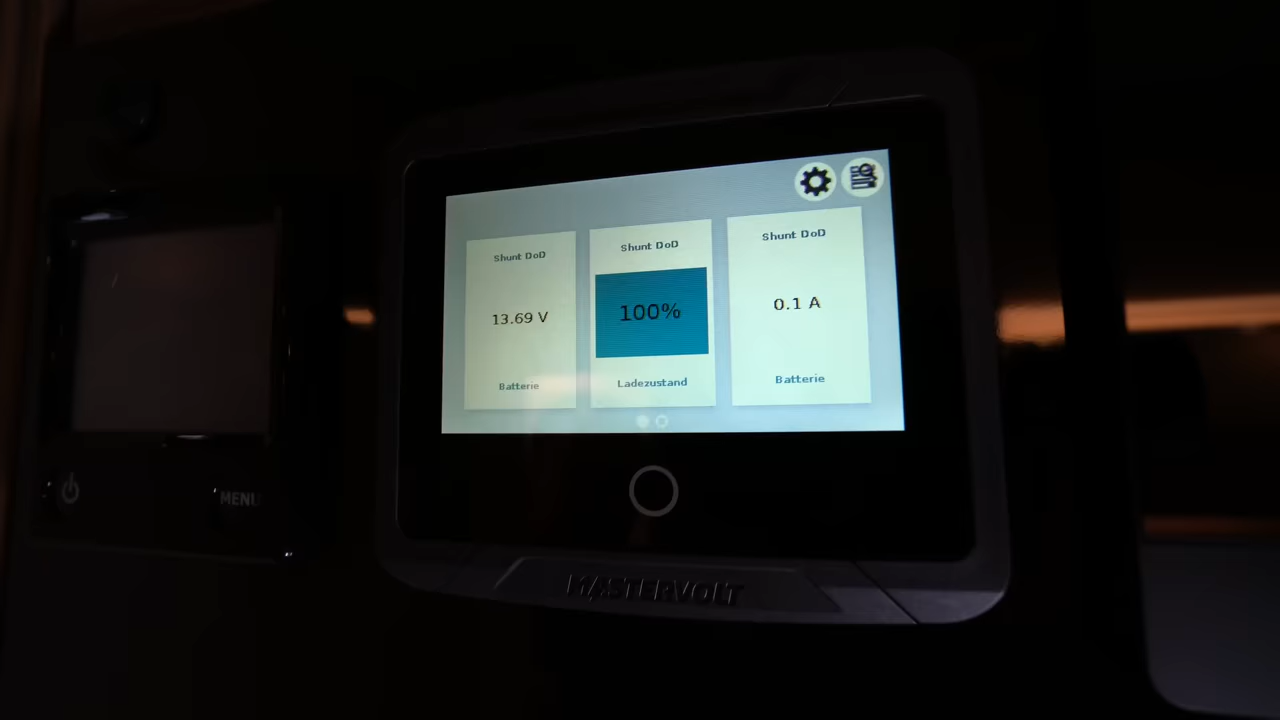 Shunt DoD
13.69 V
Batterie
Shunt DoD
100%
Ladezustand
Shunt DoD
0.1 A
Batterie
MENU
MASTERVOLT